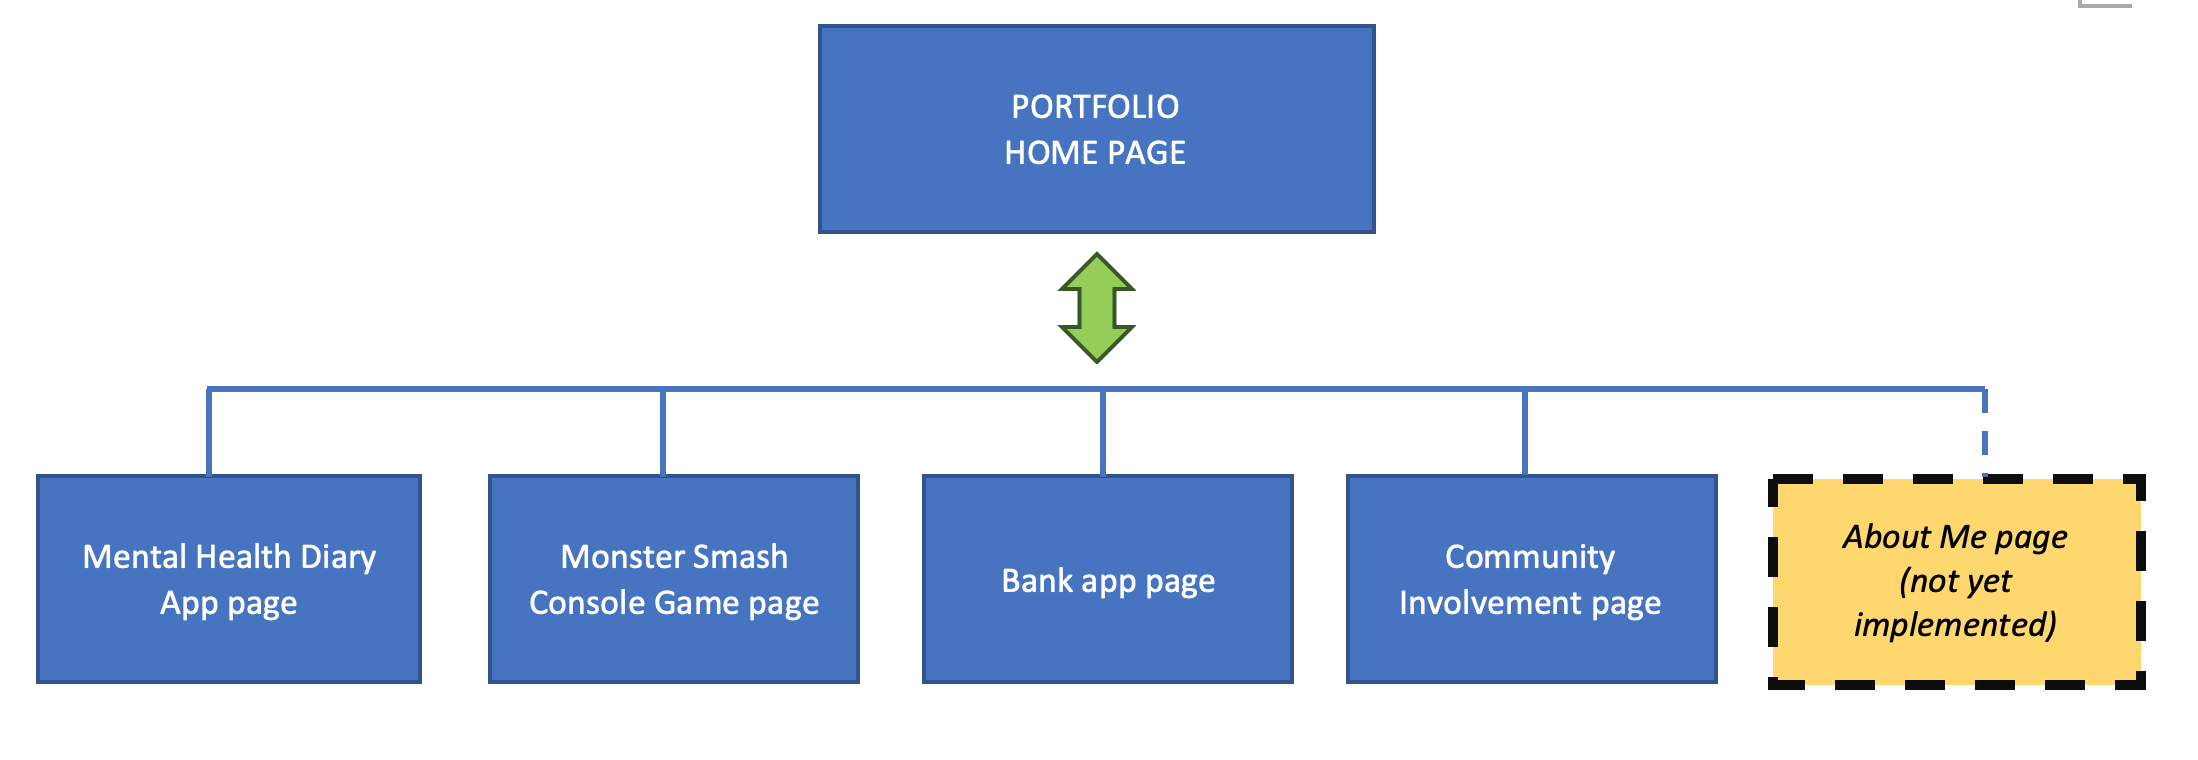 PORTFOLIO
HOME PAGE
Mental Health Diary
App page
Monster Smash
Console Game page
Bank app page
Community
Involvement page
About Me page
(not yet
implemented)